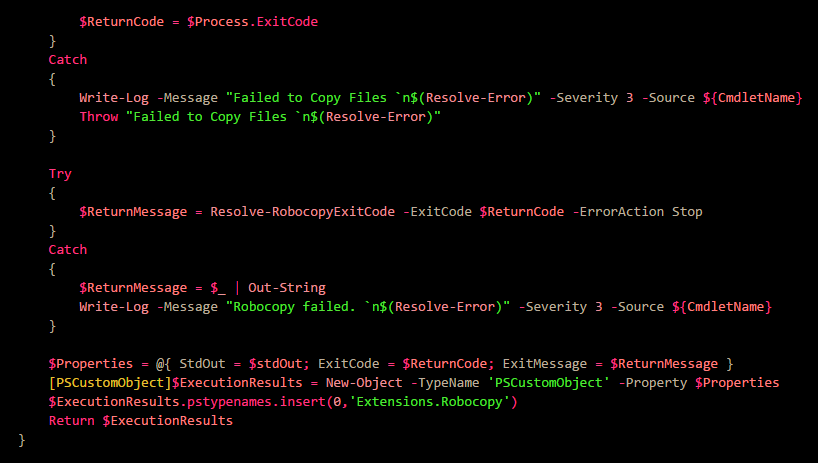 $ReturnCode = $Process.ExitCode
}
Catch
{
Write-Log -Message "Failed to Copy Files `n$(Resolve-Error)" -Severity 3 -Source ${CmdletName}
Throw "Failed to Copy Files `n$(Resolve-Error)"
}
Try
{
$ReturnMessage = Resolve-RobocopyExitCode -ExitCode $ReturnCode -ErrorAction Stop
}
Catch
{
$ReturnMessage = $_ | Out-String
Write-Log -Message "Robocopy failed. `n$(Resolve-Error)" -Severity 3 -Source ${CmdletName}
}
$Properties = @{ StdOut = $stdOut; ExitCode = $ReturnCode; ExitMessage = $ReturnMessage }
[PSCustomObject]$ExecutionResults = New-Object -TypeName 'PSCustomObject' -Property $Properties
$ExecutionResults.pstypenames.insert(0,'Extensions.Robocopy')
Return $ExecutionResults
}